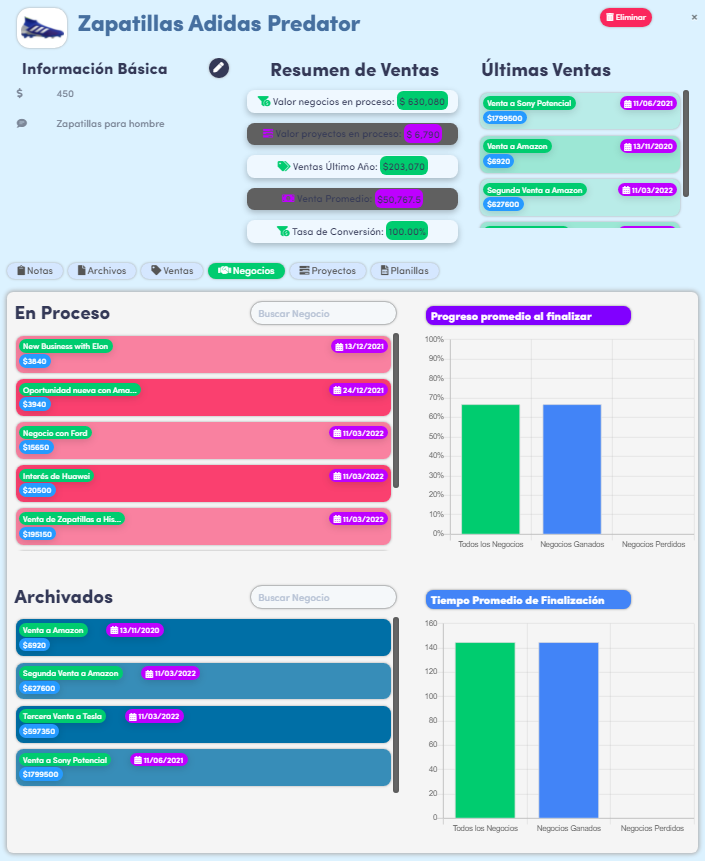 Zapatillas Adidas Predator
Eliminar
×
Información Básica
$ 450
Zapatillas para hombre
Resumen de Ventas
Valor negocios en proceso: $ 630,080
Valor proyectos en proceso: $ 6,790
Ventas Último Año: $203,070
Venta Promedio: $50,767.5
Tasa de Conversión: 100.00%
Últimas Ventas
Venta a Sony Potencial 11/06/2021
$1799500
Venta a Amazon 13/11/2020
$6920
Segunda Venta a Amazon 11/03/2022
$627600
Notas Archivos Ventas Negocios Proyectos Planillas
En Proceso
Buscar Negocio
New Business with Elon 13/12/2021
$3840
Oportunidad nueva con Ama... 24/12/2021
$3940
Negocio con Ford 11/03/2022
$15650
Interés de Huawei 11/03/2022
$20500
Venta de Zapatillas a His... 11/03/2022
$195150
Progreso promedio al finalizar
100%
90%
80%
70%
60%
50%
40%
30%
20%
10%
0%
Todos los Negocios Negocios Ganados Negocios Perdidos
Archivados
Buscar Negocio
Venta a Amazon 13/11/2020
$6920
Segunda Venta a Amazon 11/03/2022
$627600
Tercera Venta a Tesla 11/03/2022
$597350
Venta a Sony Potencial 11/06/2021
$1799500
Tiempo Promedio de Finalización
160
140
120
100
80
60
40
20
0
Todos los Negocios Negocios Ganados Negocios Perdidos